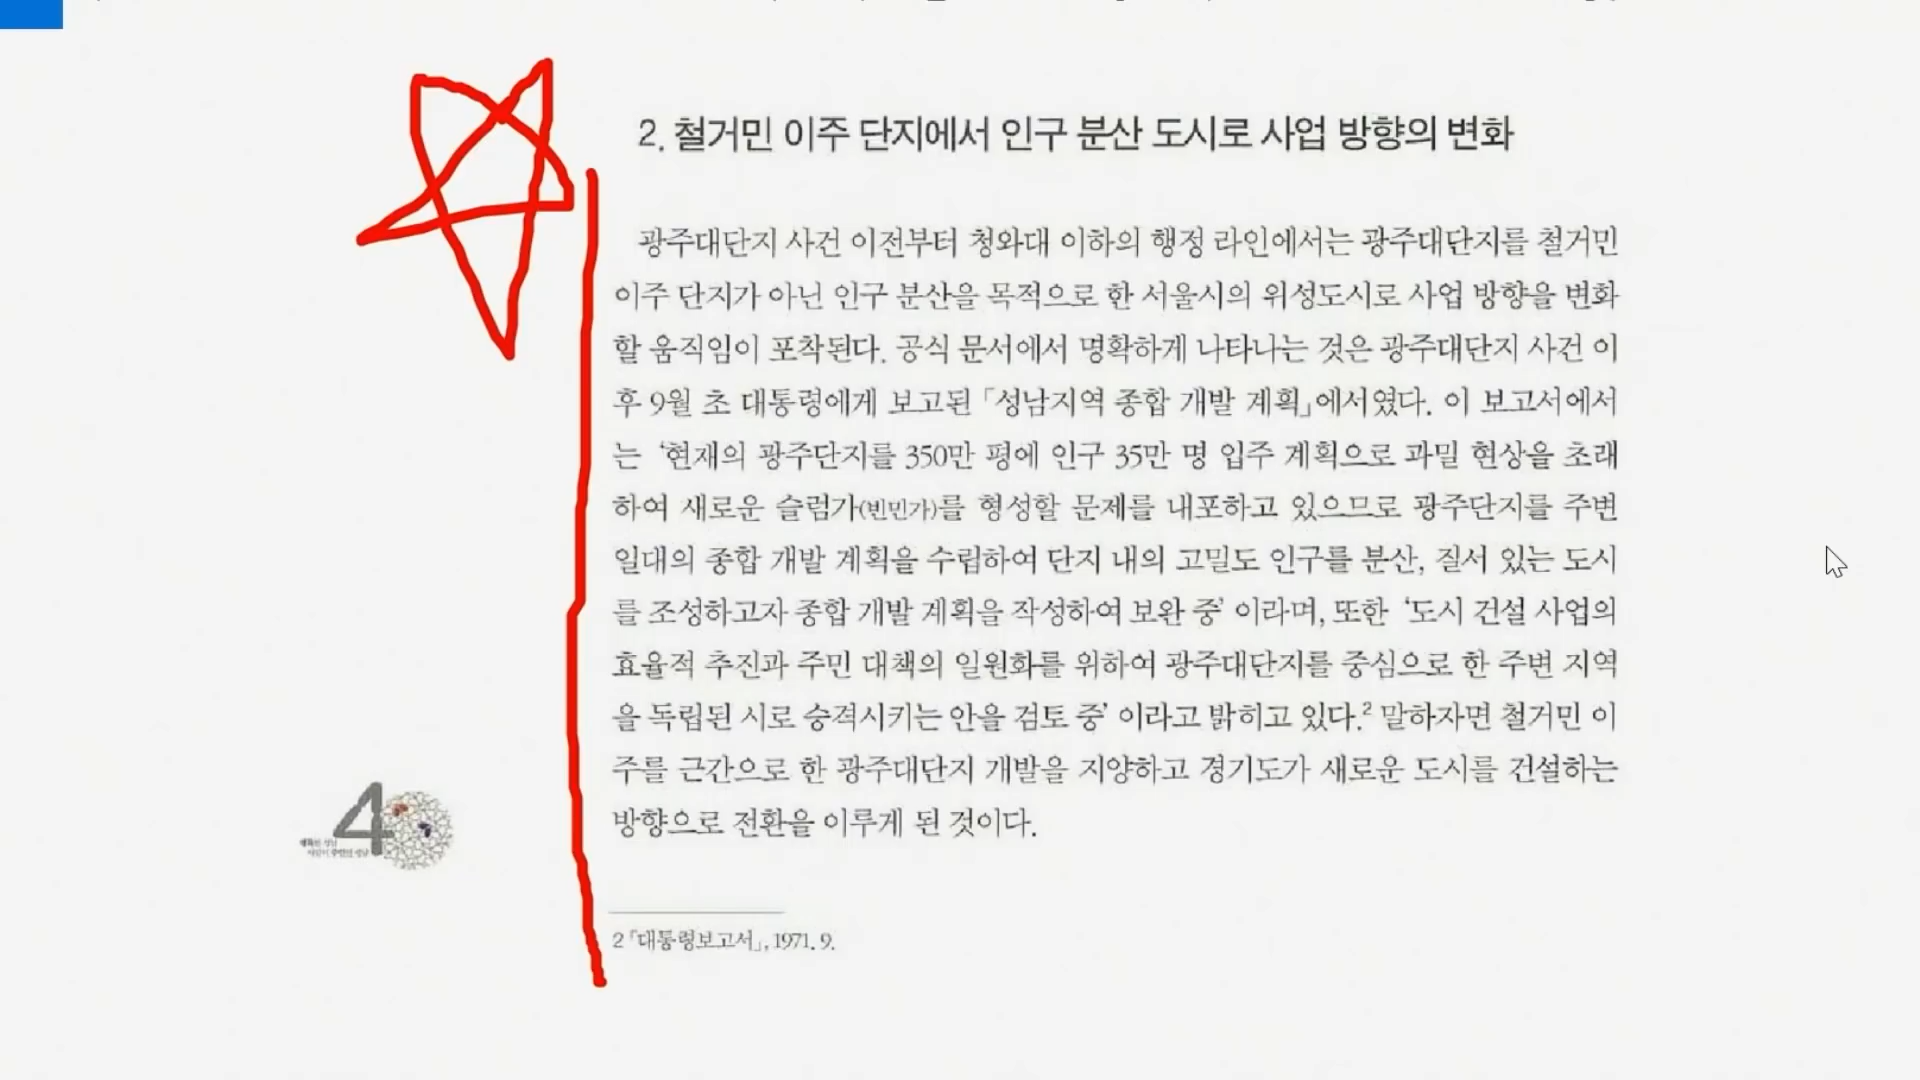 2. 철거민 이주 단지에서 인구 분산 도시로 사업 방향의 변화
광주대단지 사건 이전부터 청와대 이하의 행정 라인에서는 광주대단지를 철거민
이주 단지가 아닌 인구 분산을 목적으로 한 서울시의 위성도시로 사업 방향을 변화
할 움직임이 포착된다. 공식 문서에서 명확하게 나타나는 것은 광주대단지 사건 이
후 9월 초 대통령에게 보고된 「성남지역 종합 개발 계획」에서였다. 이 보고서에서
는 ‘현재의 광주단지를 350만 평에 인구 35만 명 입주 계획으로 과밀 현상을 초래
하여 새로운 슬럼가(빈민가)를 형성할 문제를 내포하고 있으므로 광주단지를 주변
일대의 종합 개발 계획을 수립하여 단지 내의 고밀도 인구를 분산, 질서 있는 도시
를 조성하고자 종합 개발 계획을 작성하여 보완 중’ 이라며, 또한 ‘도시 건설 사업의
효율적 추진과 주민 대책의 일원화를 위하여 광주대단지를 중심으로 한 주변 지역
을 독립된 시로 승격시키는 안을 검토 중’ 이라고 밝히고 있다.² 말하자면 철거민 이
주를 근간으로 한 광주대단지 개발을 지양하고 경기도가 새로운 도시를 건설하는
방향으로 전환을 이루게 된 것이다.
40
2 「대통령보고서」, 1971. 9.